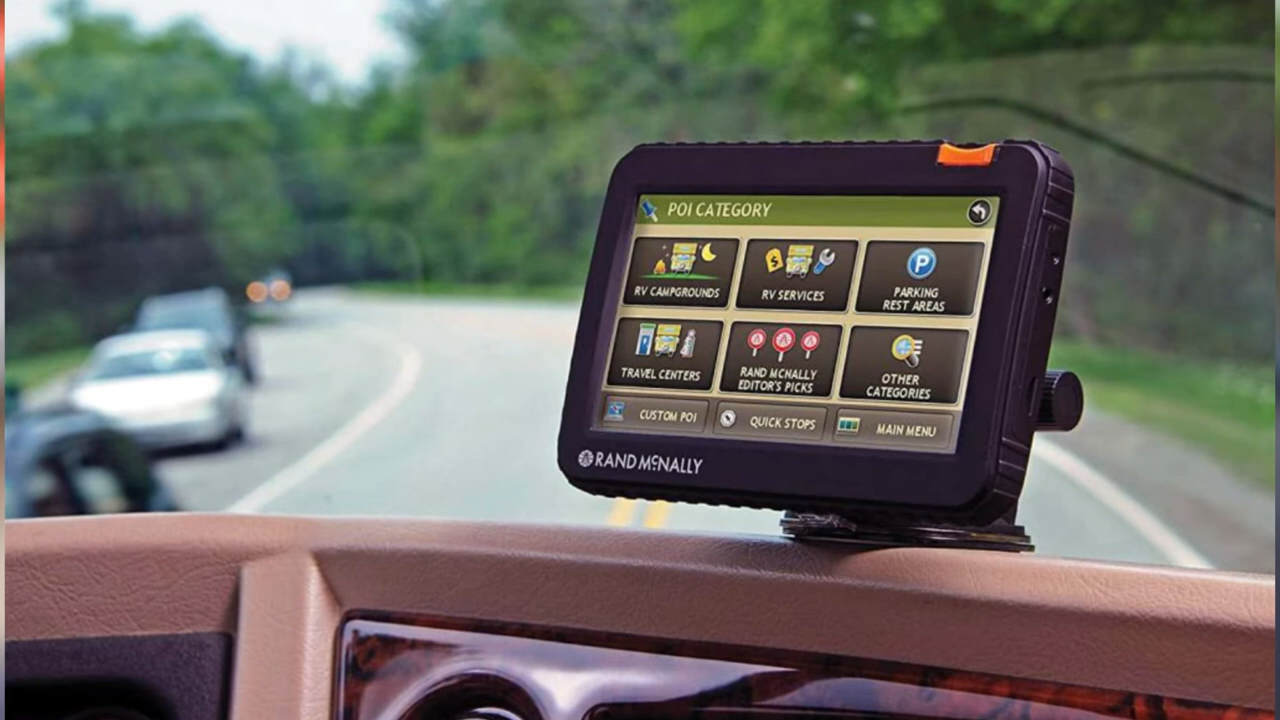 POI CATEGORY
RV CAMPGROUNDS
RV SERVICES
P
PARKING
REST AREAS
TRAVEL CENTERS
RAND MCNALLY
EDITOR'S PICKS
OTHER
CATEGORIES
CUSTOM POI
QUICK STOPS
MAIN MENU
RAND MCNALLY